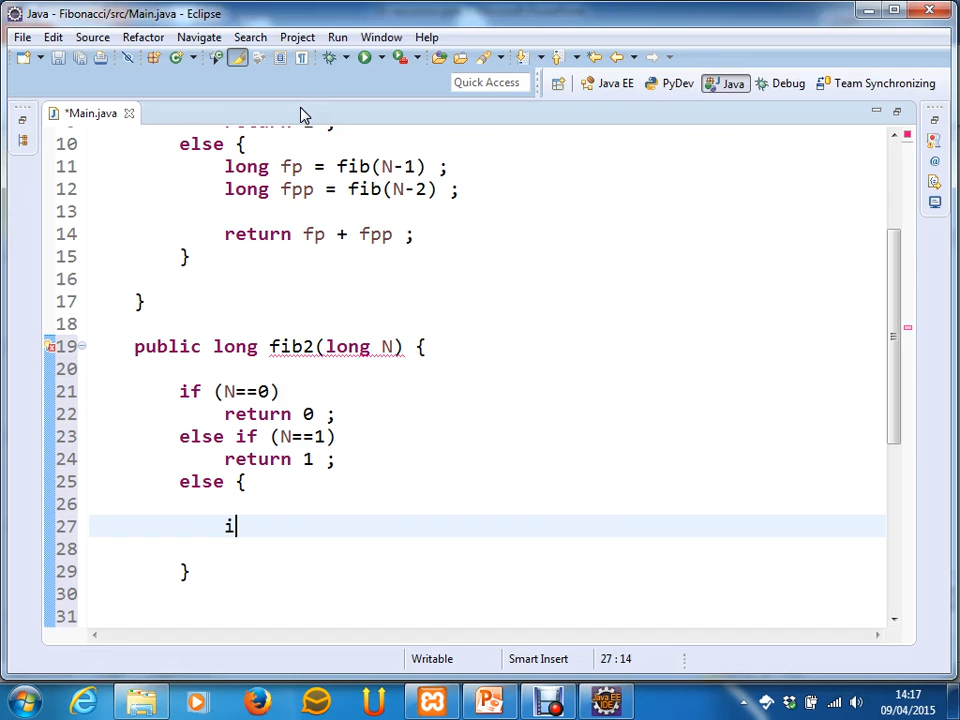 Java - Fibonacci/src/Main.java - Eclipse
File Edit Source Refactor Navigate Search Project Run Window Help
Quick Access Java EE PyDev Java Debug Team Synchronizing
*Main.java
10 else {
11 long fp = fib(N-1) ;
12 long fpp = fib(N-2) ;
13
14 return fp + fpp ;
15 }
16
17 }
18
19 public long fib2(long N) {
20
21 if (N==0)
22 return 0 ;
23 else if (N==1)
24 return 1 ;
25 else {
26
27 i
28
29 }
30
31
Writable Smart Insert 27 : 14
14:17
09/04/2015